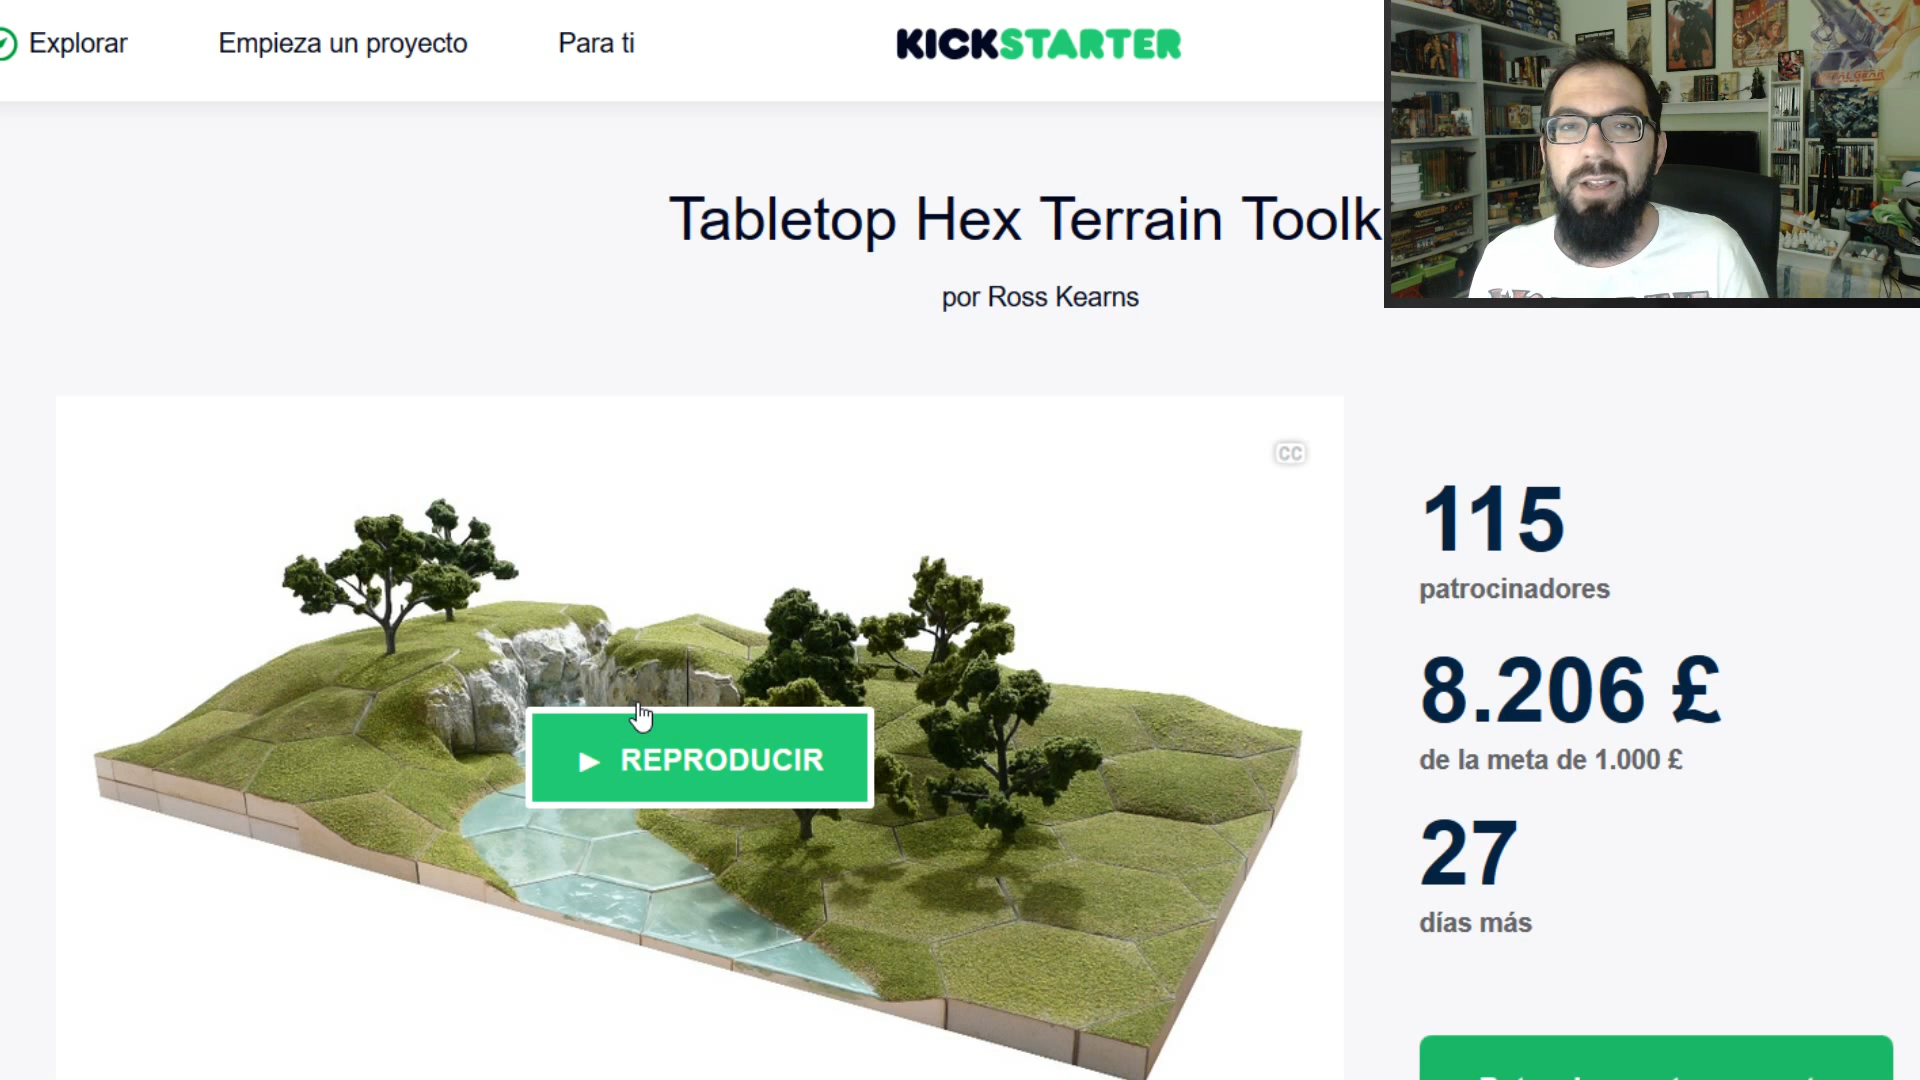 Explorar
Empieza un proyecto
Para ti
KICKSTARTER
Tabletop Hex Terrain Toolk
por Ross Kearns
CC
REPRODUCIR
115
patrocinadores
8.206 £
de la meta de 1.000 £
27
días más